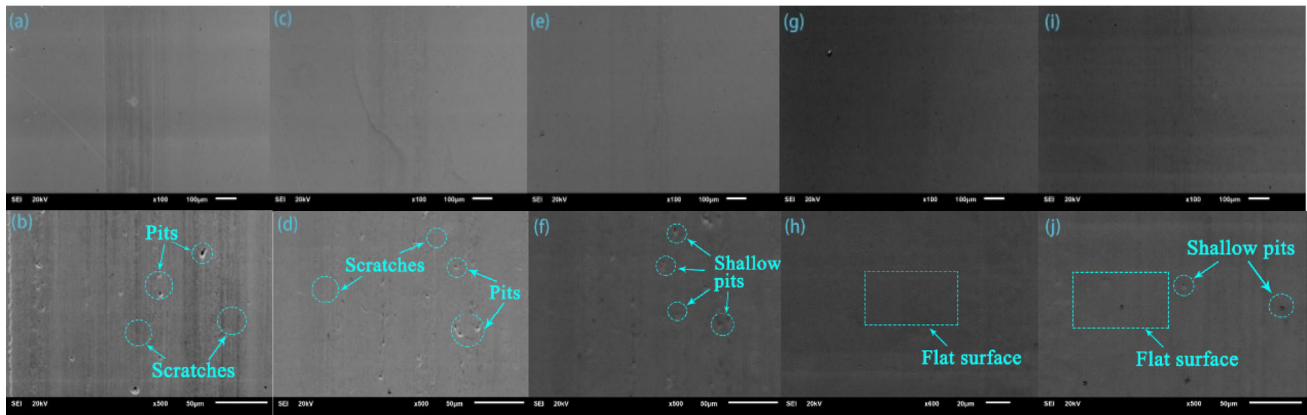 (a)
(c)
(e)
(g)
(i)
SEI 20kV x100 100μm
SEI 20kV x100 100μm
SEI 20kV x100 100μm
SEI 20kV x100 100μm
SEI 20kV x100 100μm
(b)
Pits
Scratches
(d)
Scratches
Pits
(f)
Shallow
pits
(h)
Flat surface
(j)
Shallow pits
Flat surface
SEI 20kV x500 50μm
SEI 20kV x500 50μm
SEI 20kV x500 50μm
SEI 20kV x600 20μm
SEI 20kV x500 50μm